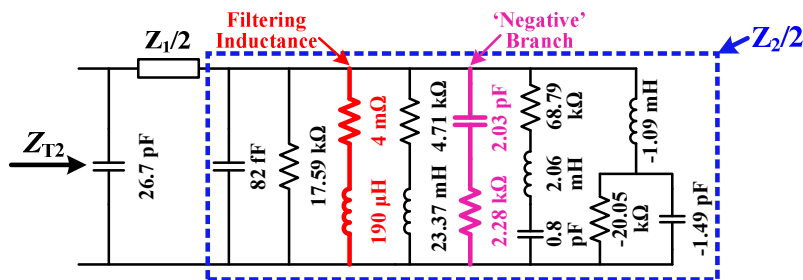 Filtering
Inductance
'Negative'
Branch
Z₂/2
Z₁/2
Z_T2
26.7 pF
82 fF
17.59 kΩ
4 mΩ
190 μH
4.71 kΩ
23.37 mH
2.03 pF
2.28 kΩ
68.79
kΩ
2.06
mH
0.8
pF
-1.09 mH
-20.05
kΩ
-1.49 pF